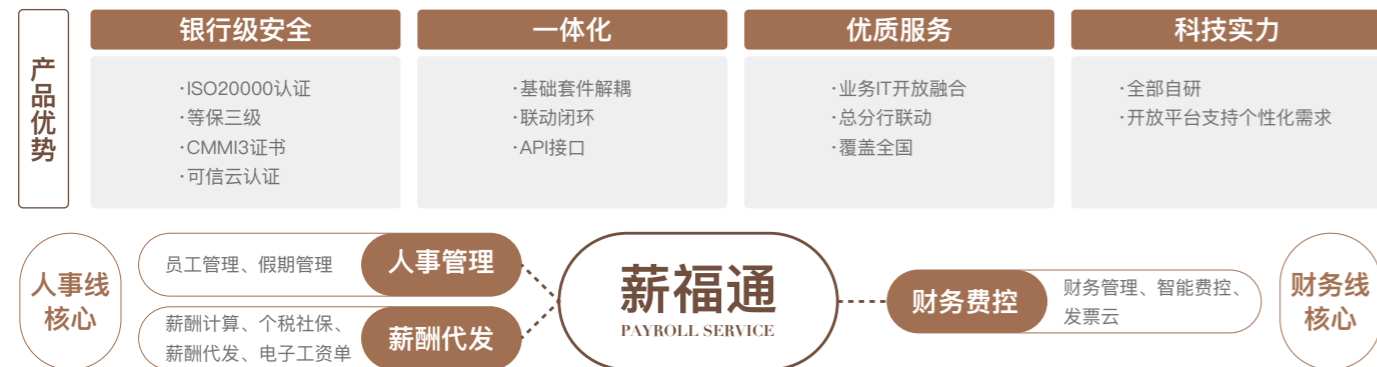 产品优势
银行级安全
·ISO20000认证
·等保三级
·CMMI3证书
·可信云认证
一体化
·基础套件解耦
·联动闭环
·API接口
优质服务
·业务IT开放融合
·总分行联动
·覆盖全国
科技实力
·全部自研
·开放平台支持个性化需求
人事线
核心
员工管理、假期管理
人事管理
薪酬计算、个税社保、
薪酬代发、电子工资单
薪酬代发
薪福通
PAYROLL SERVICE
财务费控
财务管理、智能费控、
发票云
财务线
核心